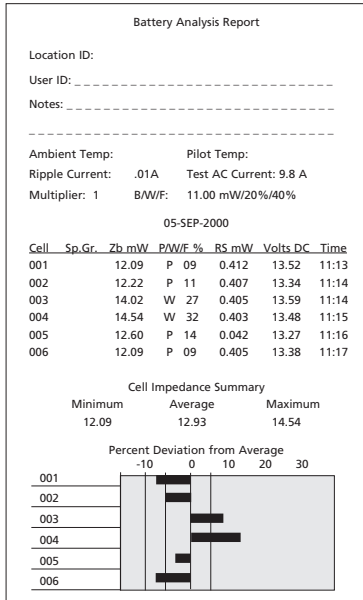 Battery Analysis Report
Location ID:
User ID: _ _ _ _ _ _ _ _ _ _ _ _ _ _ _ _ _ _ _ _ _ _ _ _ _ _ _ _ _ _
Notes: _ _ _ _ _ _ _ _ _ _ _ _ _ _ _ _ _ _ _ _ _ _ _ _ _ _ _ _ _ _ _
_ _ _ _ _ _ _ _ _ _ _ _ _ _ _ _ _ _ _ _ _ _ _ _ _ _ _ _ _ _ _ _ _ _ _
Ambient Temp: Pilot Temp:
Ripple Current: .01A Test AC Current: 9.8 A
Multiplier: 1 B/W/F: 11.00 mW/20%/40%
05-SEP-2000
Cell Sp.Gr. Zb mW P/W/F % RS mW Volts DC Time
001 12.09 P 09 0.412 13.52 11:13
002 12.22 P 11 0.407 13.34 11:14
003 14.02 W 27 0.405 13.59 11:14
004 14.54 W 32 0.403 13.48 11:15
005 12.60 P 14 0.042 13.27 11:16
006 12.09 P 09 0.405 13.38 11:17
Cell Impedance Summary
Minimum Average Maximum
12.09 12.93 14.54
Percent Deviation from Average
-10 0 10 20 30
001
002
003
004
005
006